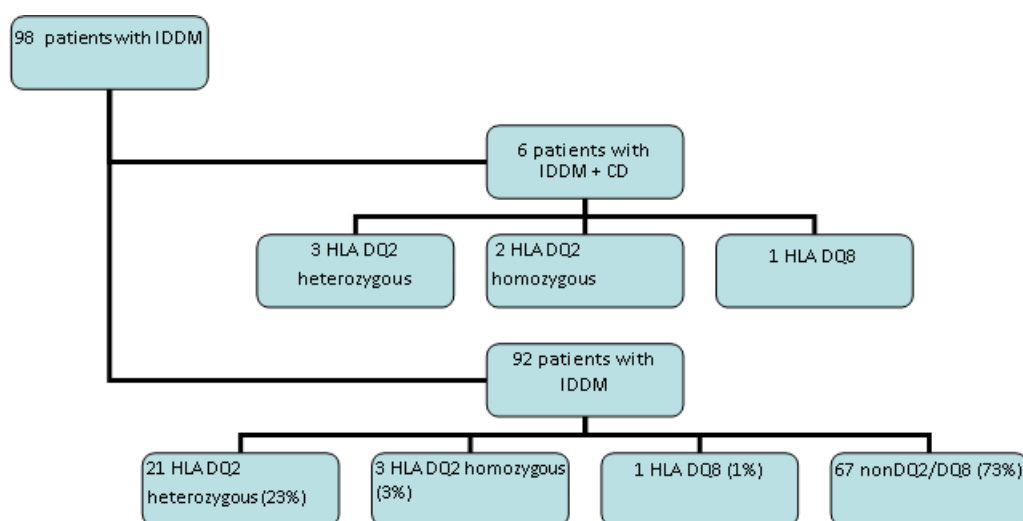 98 patients with IDDM
6 patients with
IDDM + CD
3 HLA DQ2
heterozygous
2 HLA DQ2
homozygous
1 HLA DQ8
92 patients with
IDDM
21 HLA DQ2
heterozygous (23%)
3 HLA DQ2 homozygous
(3%)
1 HLA DQ8 (1%)
67 nonDQ2/DQ8 (73%)